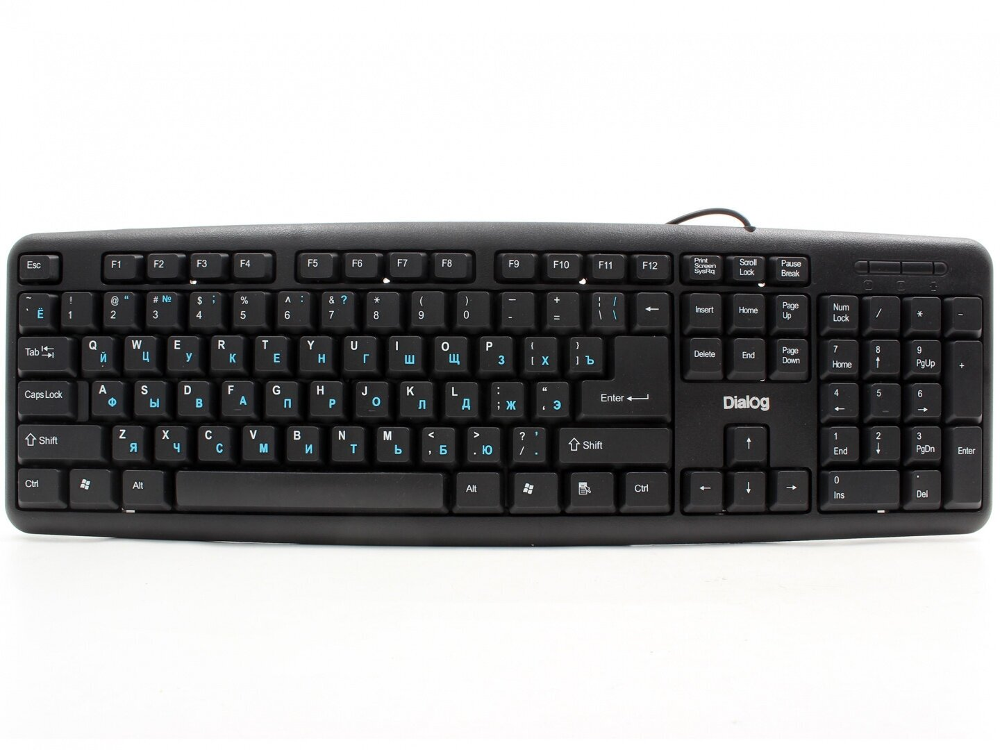 Esc F1 F2 F3 F4 F5 F6 F7 F8 F9 F10 F11 F12 Print Screen SysRq Scroll Lock Pause Break
~ ` Ё ! 1 @ “ 2 # № 3 $ ; 4 % 5 ^ : 6 & ? 7 * 8 ( 9 ) 0 — - + = ¦ / \ \ ← Insert Home Page Up Num Lock / * -
Tab Q Й W Ц E У R К T Е Y Н U Г I Ш O Щ P З { [ Х } ] Ъ Delete End Page Down 7 Home 8 ↑ 9 PgUp +
Caps Lock A Ф S Ы D В F А G П H Р J О K Л L Д : ; Ж “ ‘ Э Enter Dialog 4 ← 5 6 →
Shift Z Я X Ч C С V М B И N Т M Ь < , Б > . Ю ? , / . Shift ↑ 1 End 2 ↓ 3 PgDn Enter
Ctrl Alt Alt Ctrl ← ↓ → 0 Ins . Del